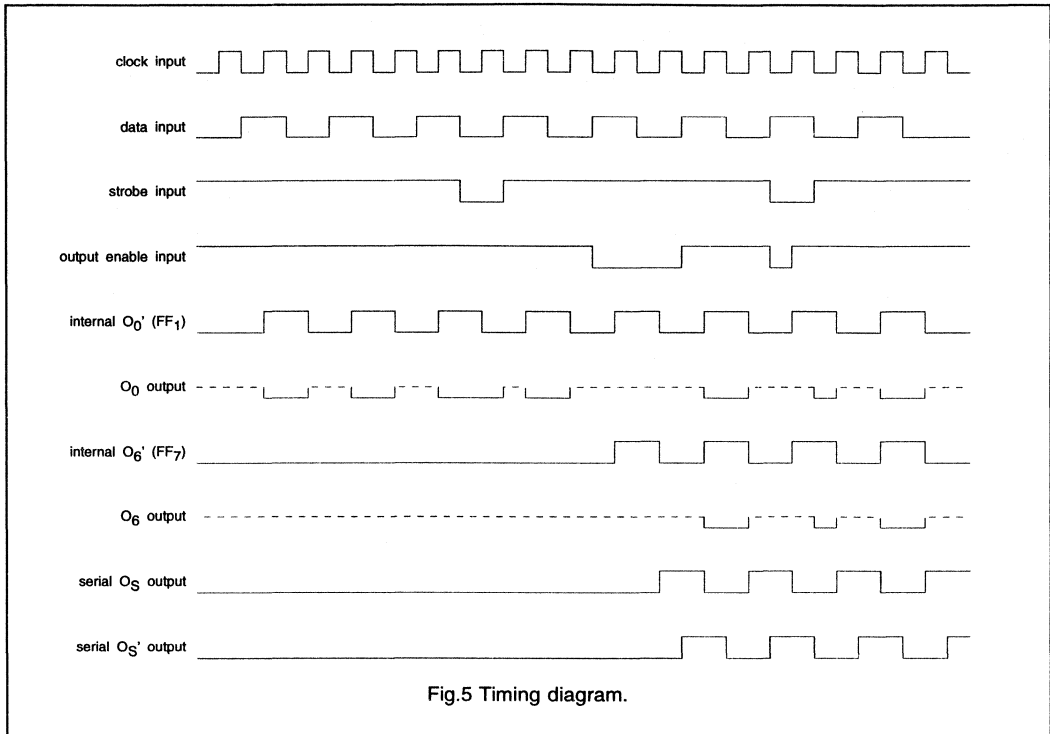 clock input
data input
strobe input
output enable input
internal O0' (FF1)
O0 output
internal O6' (FF7)
O6 output
serial OS output
serial OS' output
Fig.5 Timing diagram.